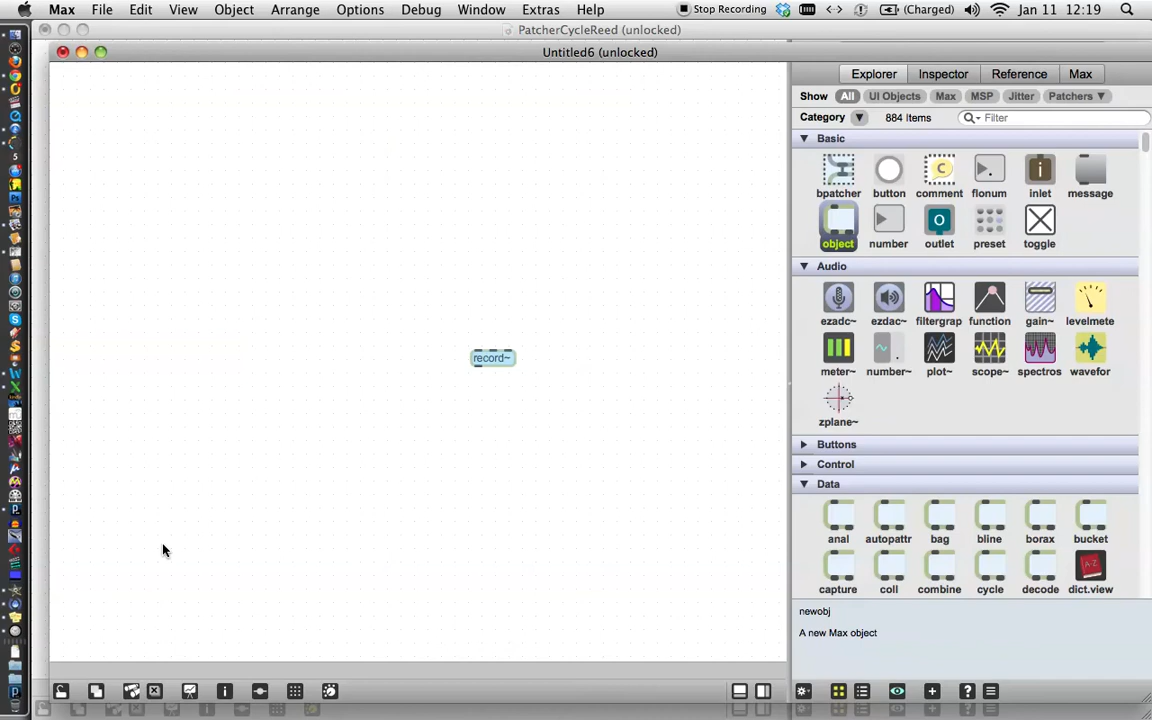 Max File Edit View Object Arrange Options Debug Window Extras Help Stop Recording (Charged) Jan 11 12:19
PatcherCycleReed (unlocked)
Untitled6 (unlocked)
Explorer Inspector Reference Max
Show All UI Objects Max MSP Jitter Patchers ▼
Category ▼ 884 Items Filter
Basic
bpatcher button comment flonum inlet message
object number outlet preset toggle
Audio
ezadc~ ezdac~ filtergrap function gain~ levelmete
meter~ number~ plot~ scope~ spectros wavefor
zplane~
record~
Buttons
Control
Data
anal autopattr bag bline borax bucket
capture coll combine cycle decode dict.view
newobj
A new Max object